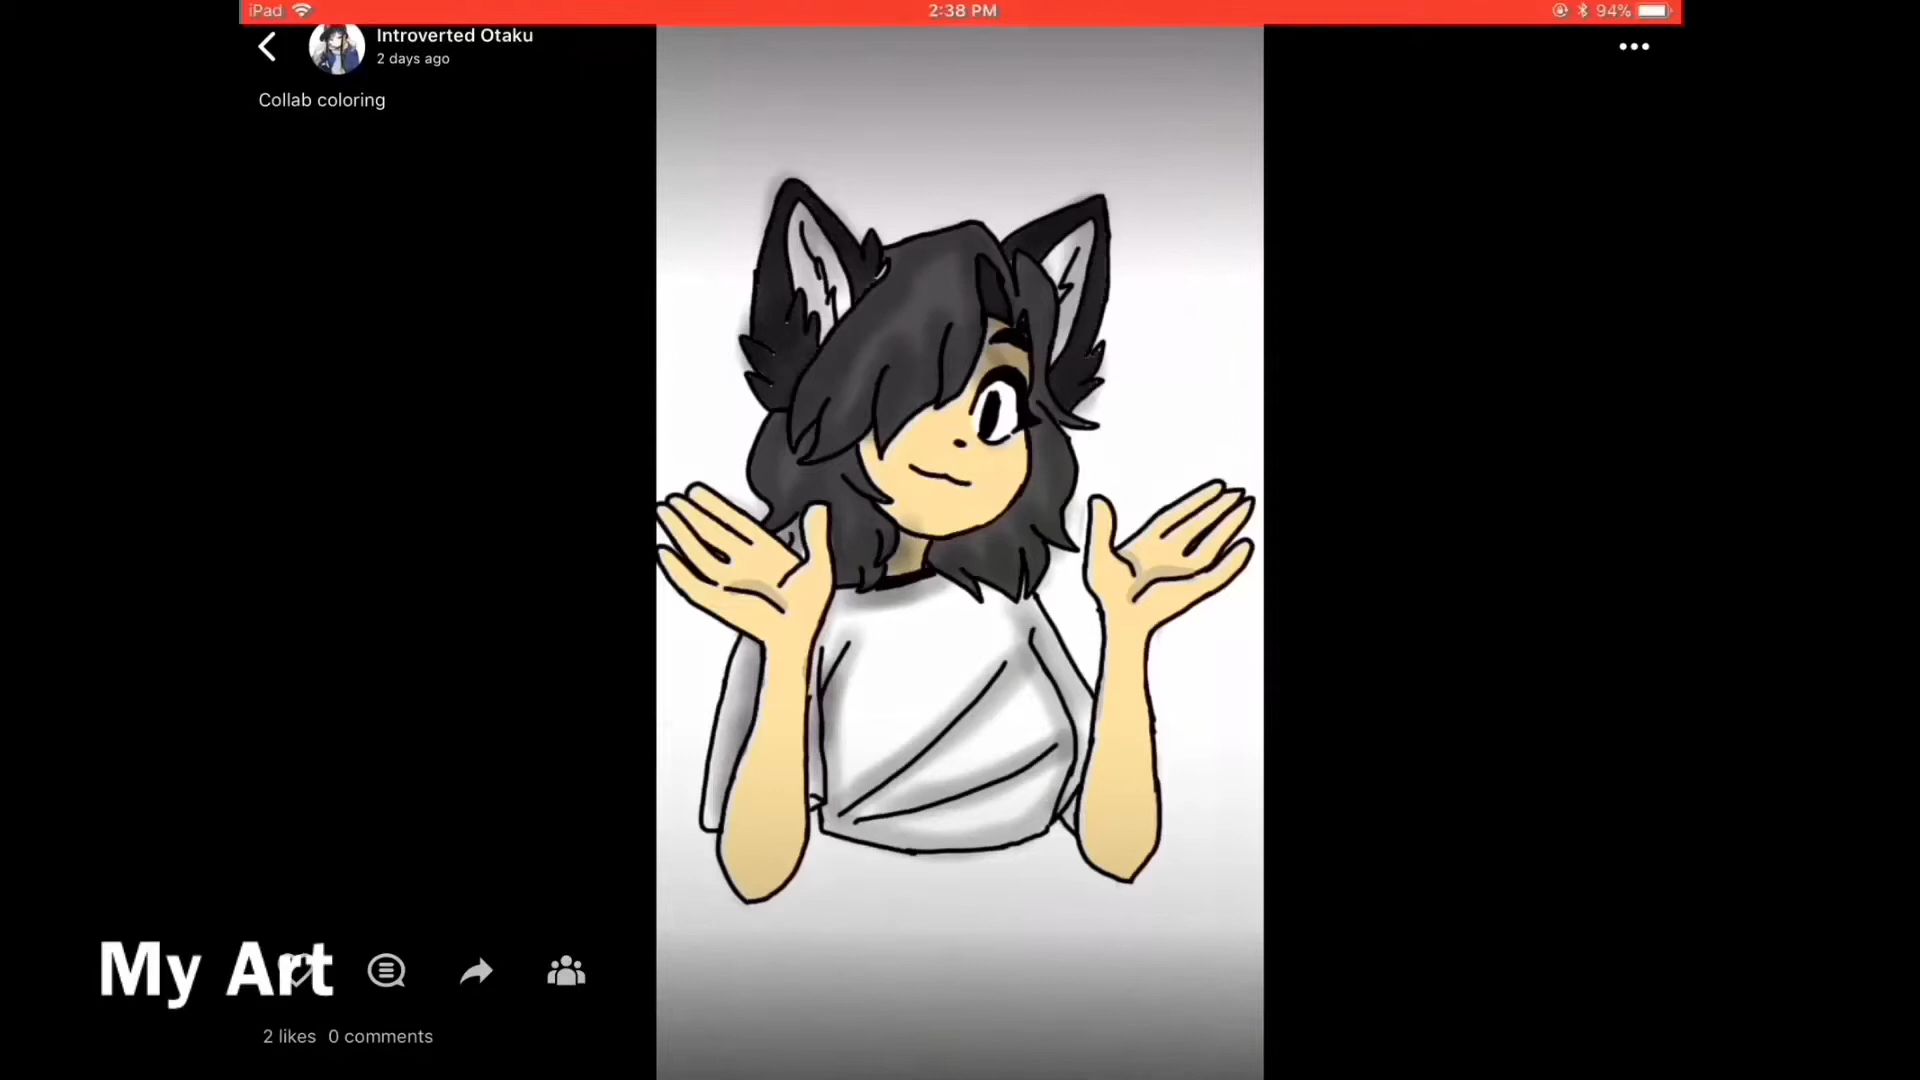 iPad
2:38 PM
94%
Introverted Otaku
2 days ago
Collab coloring
My Art
2 likes 0 comments